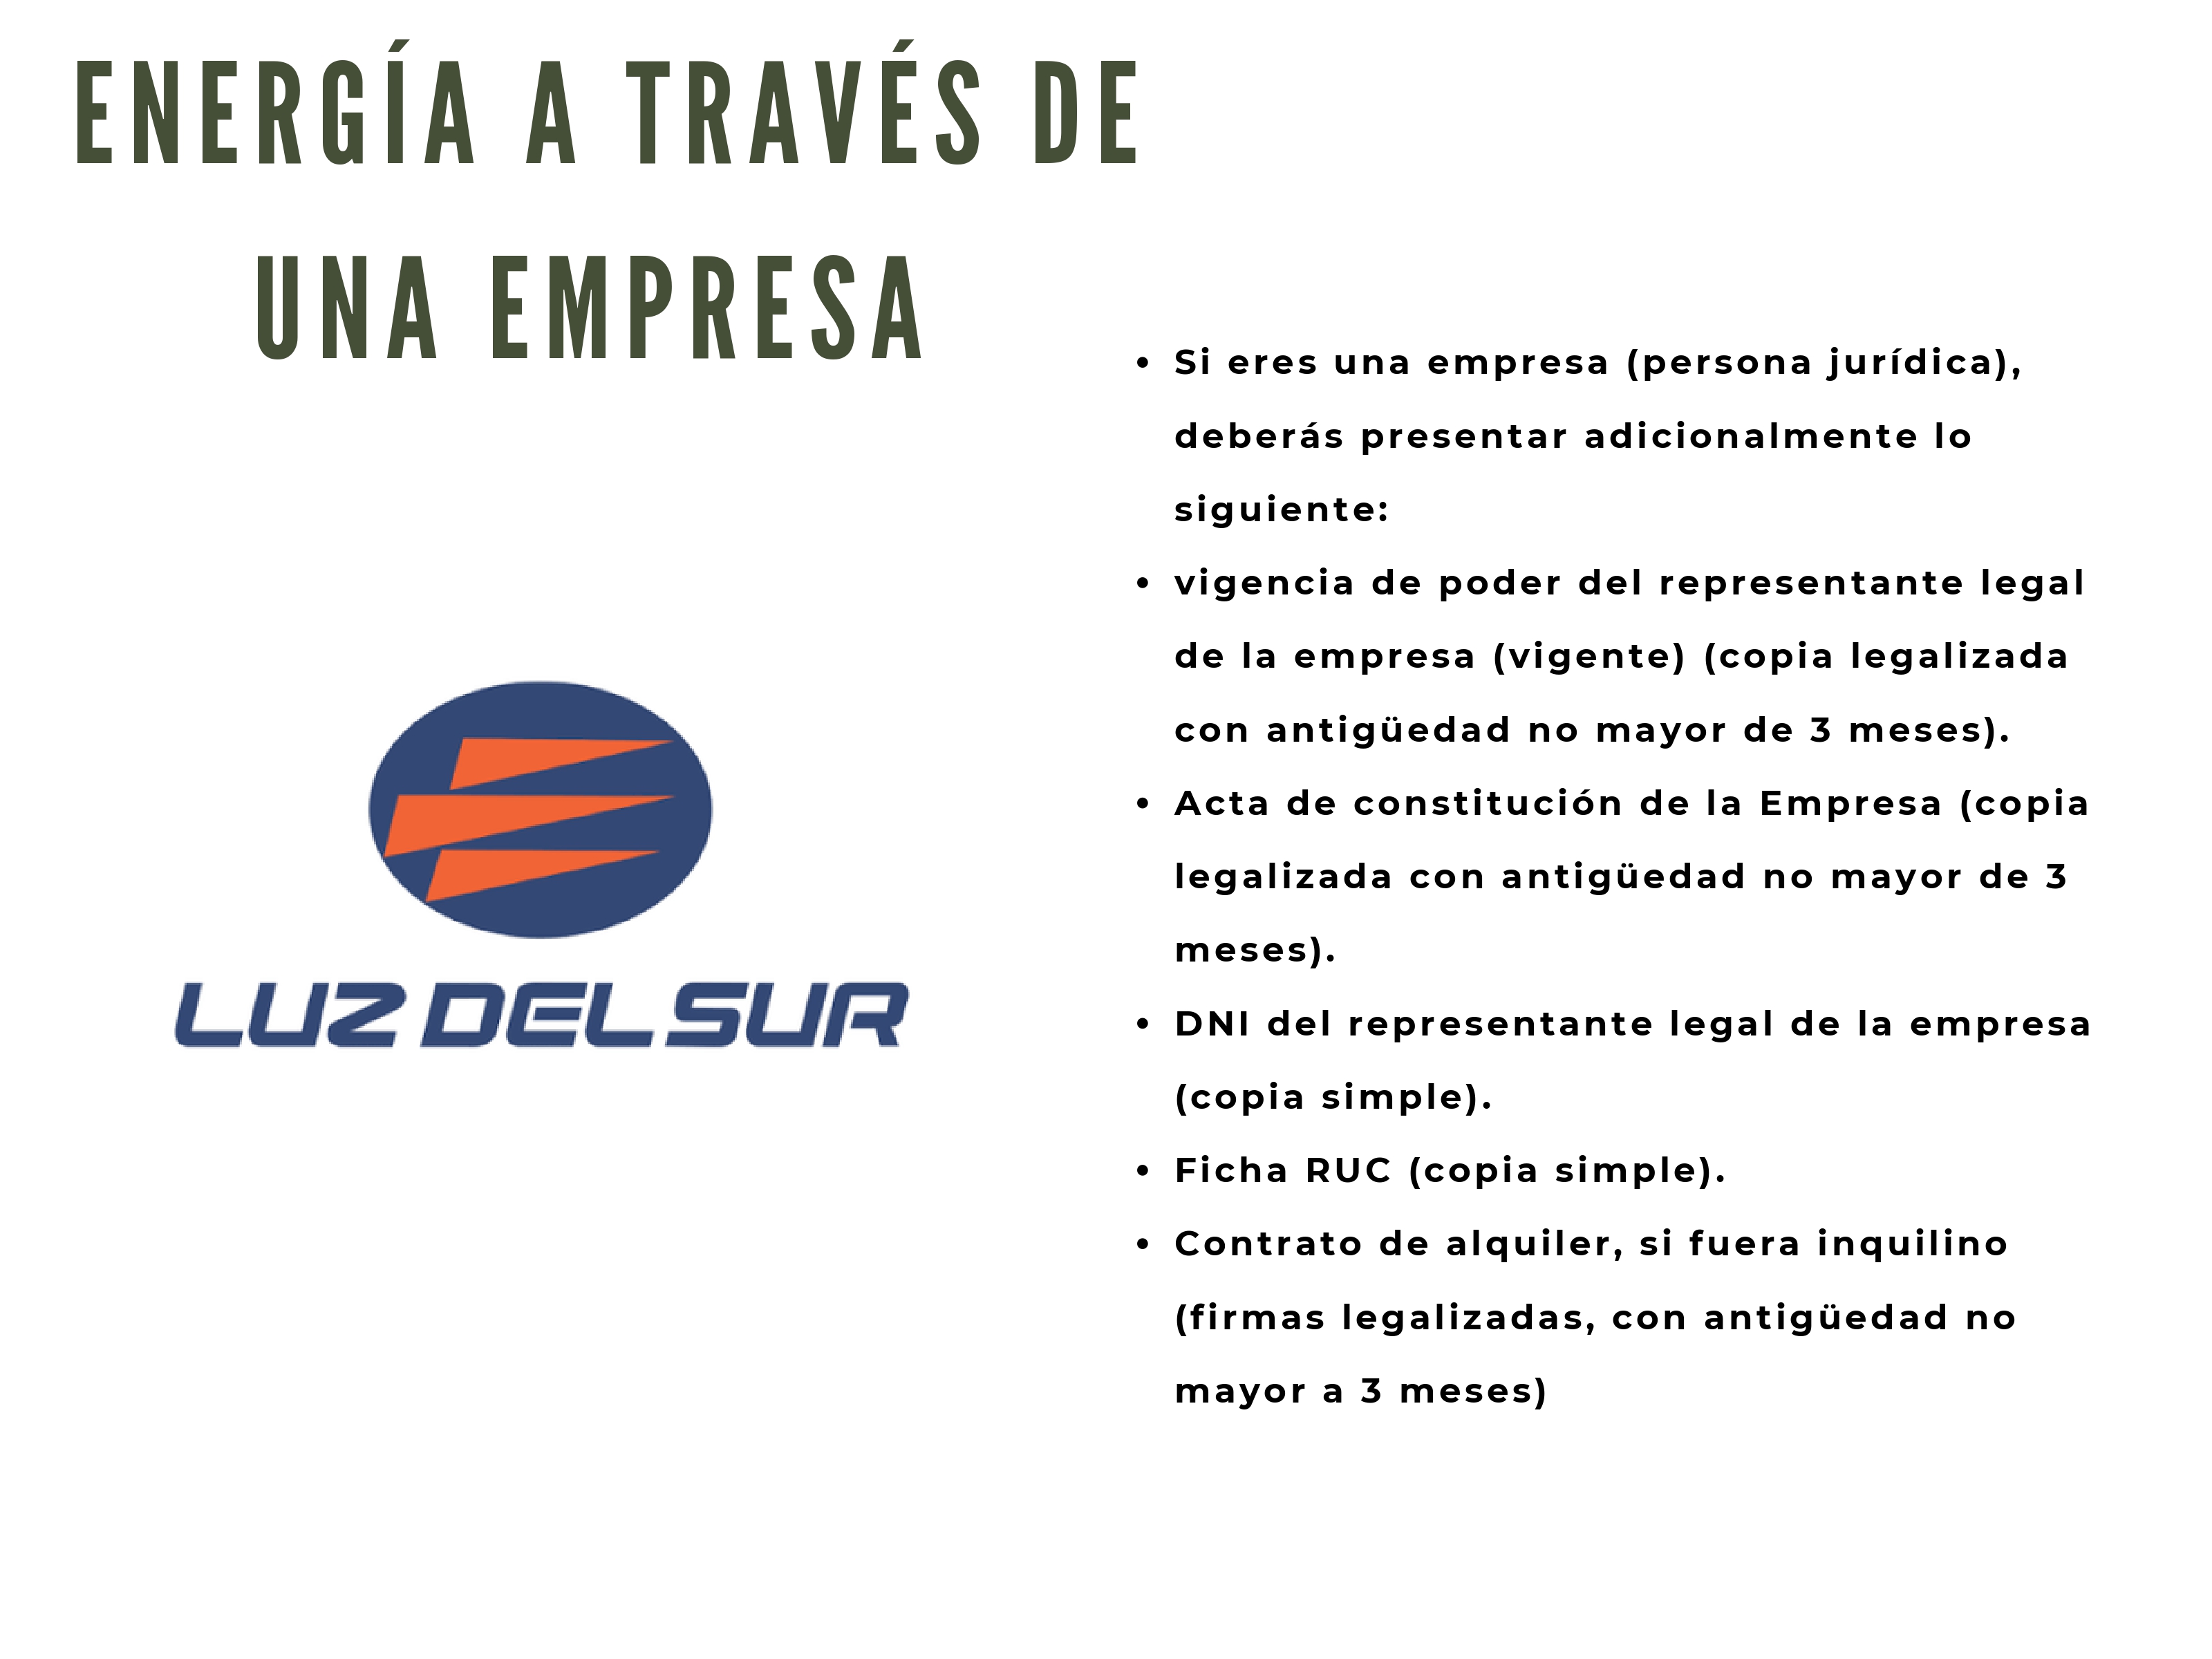 ENERGÍA A TRAVÉS DE
UNA EMPRESA
LUZ DEL SUR
• Si eres una empresa (persona jurídica),
deberás presentar adicionalmente lo
siguiente:
• vigencia de poder del representante legal
de la empresa (vigente) (copia legalizada
con antigüedad no mayor de 3 meses).
• Acta de constitución de la Empresa (copia
legalizada con antigüedad no mayor de 3
meses).
• DNI del representante legal de la empresa
(copia simple).
• Ficha RUC (copia simple).
• Contrato de alquiler, si fuera inquilino
(firmas legalizadas, con antigüedad no
mayor a 3 meses)